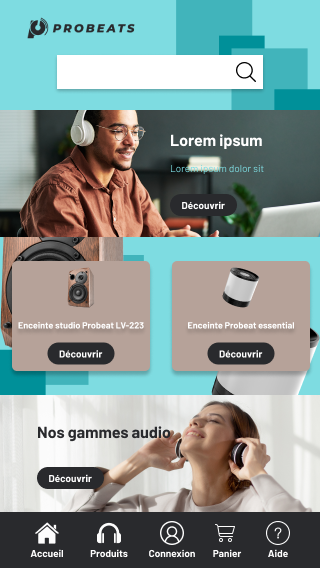 PROBEATS
Lorem ipsum
Lorem ipsum dolor sit
Découvrir
Enceinte studio Probeat LV-223
Enceinte Probeat essential
Découvrir
Découvrir
Nos gammes audio
Découvrir
Accueil
Produits
Connexion
Panier
Aide